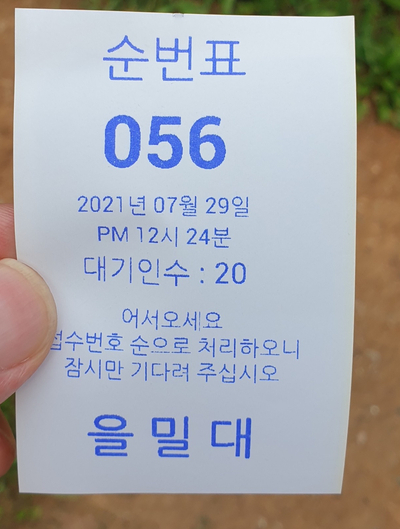 순번표
056
2021년 07월 29일
PM 12시 24분
대기인수 : 20
어서오세요
접수번호 순으로 처리하오니
잠시만 기다려 주십시오
을밀대